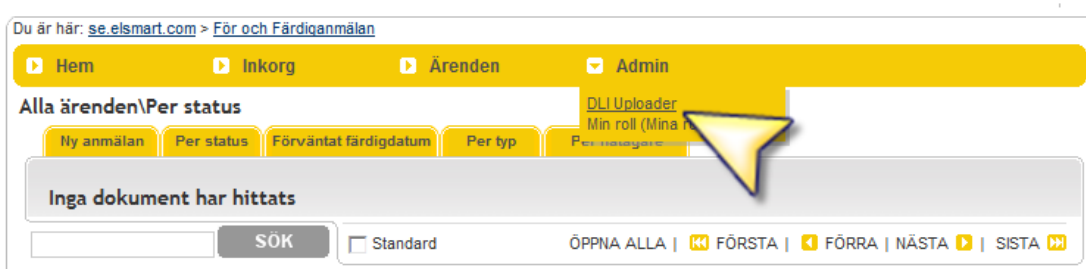 Du är här: se.elsmart.com > För och Färdiganmälan
Hem Inkorg Ärenden Admin
DLI Uploader
Alla ärenden\Per status
Min roll (Mina
Ny anmälan Per status Förväntat färdigdatum Per typ Per nätägare
Inga dokument har hittats
SÖK Standard ÖPPNA ALLA | FÖRSTA | FÖRRA | NÄSTA | SISTA